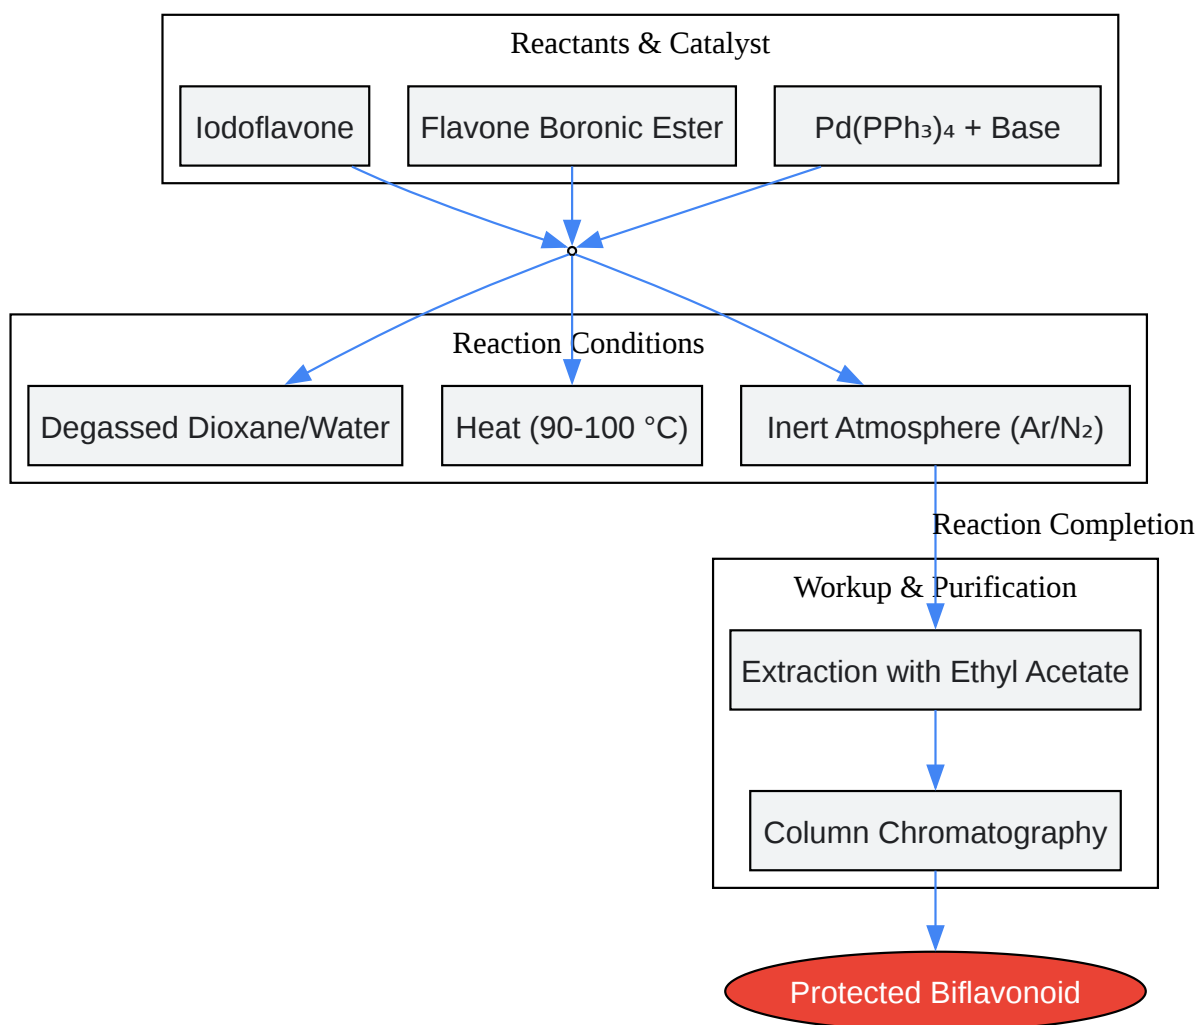 Reactants & Catalyst
Iodoflavone
Flavone Boronic Ester
Pd(PPh₃)₄ + Base
Reaction Conditions
Degassed Dioxane/Water
Heat (90-100 °C)
Inert Atmosphere (Ar/N₂)
Reaction Completion
Workup & Purification
Extraction with Ethyl Acetate
Column Chromatography
Protected Biflavonoid